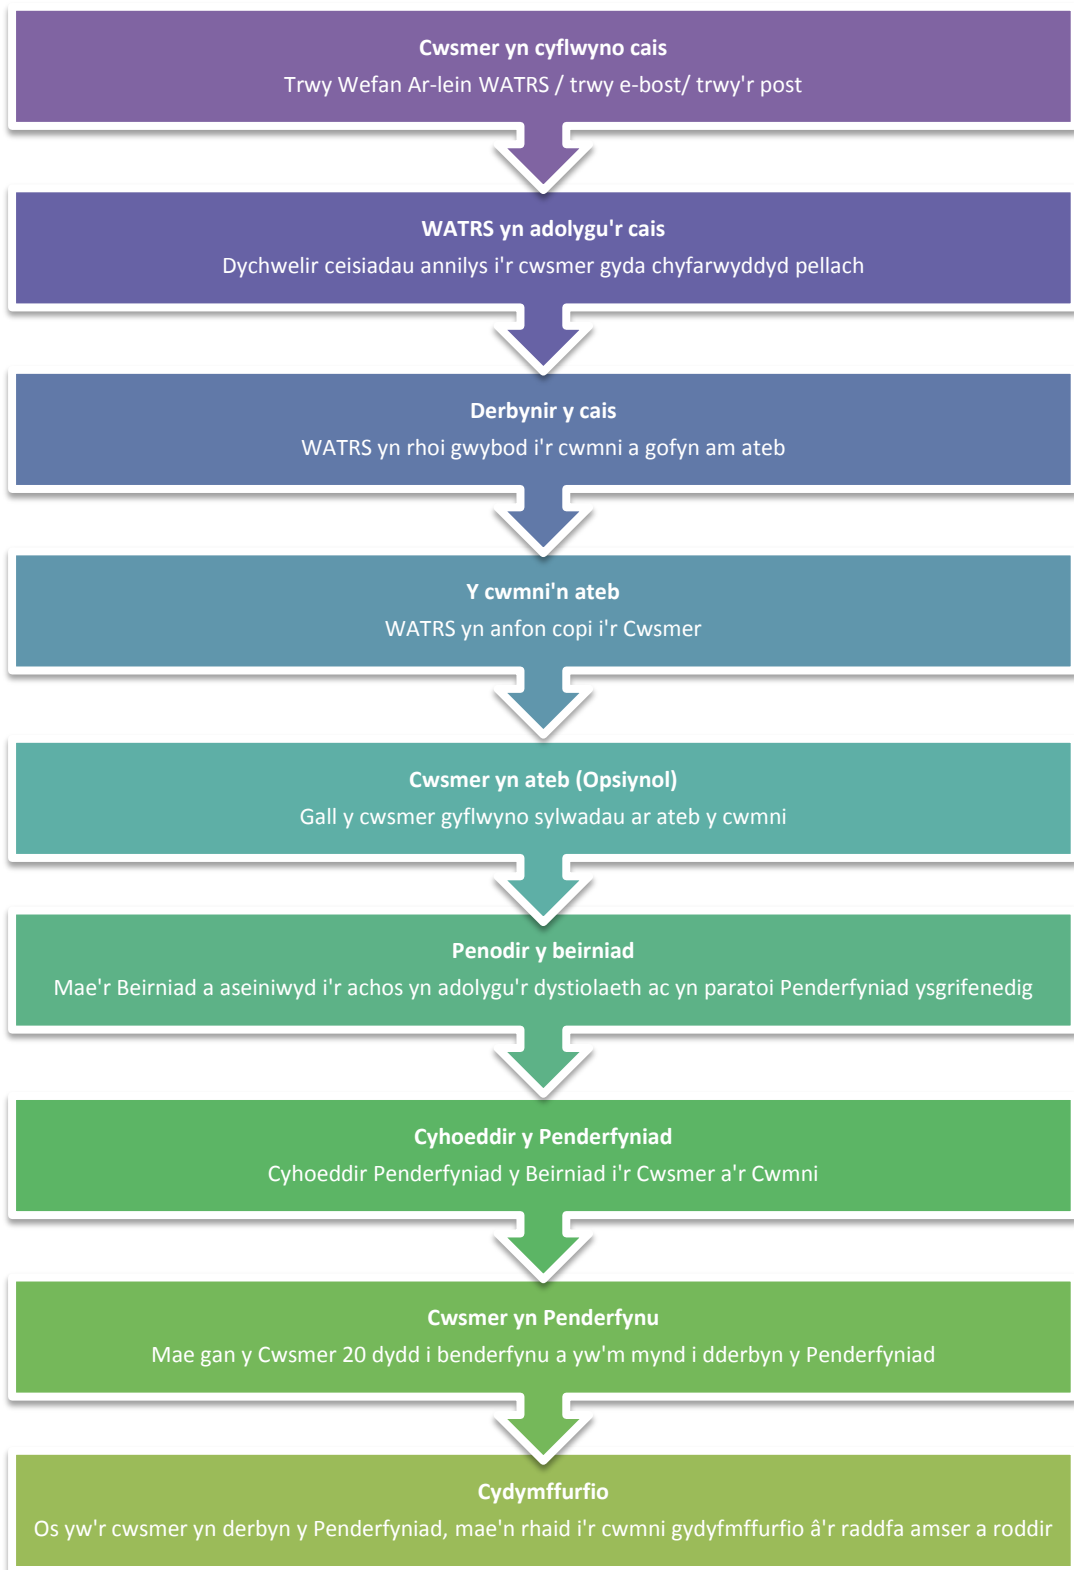 Cwsmer yn cyflwyno cais
Trwy Wefan Ar-lein WATRS / trwy e-bost/ trwy'r post
WATRS yn adolygu'r cais
Dychwelir ceisiadau annilys i'r cwsmer gyda chyfarwyddyd pellach
Derbynir y cais
WATRS yn rhoi gwybod i'r cwmni a gofyn am ateb
Y cwmni'n ateb
WATRS yn anfon copi i'r Cwsmer
Cwsmer yn ateb (Opsiynol)
Gall y cwsmer gyflwyno sylwadau ar ateb y cwmni
Penodir y beirniad
Mae'r Beirniad a aseiniwyd i'r achos yn adolygu'r dystiolaeth ac yn paratoi Penderfyniad ysgrifenedig
Cyhoeddir y Penderfyniad
Cyhoeddir Penderfyniad y Beirniad i'r Cwsmer a'r Cwmni
Cwsmer yn Penderfynu
Mae gan y Cwsmer 20 dydd i benderfynu a yw'm mynd i dderbyn y Penderfyniad
Cydymffurfio
Os yw'r cwsmer yn derbyn y Penderfyniad, mae'n rhaid i'r cwmni gydyfmffurfio â'r raddfa amser a roddir